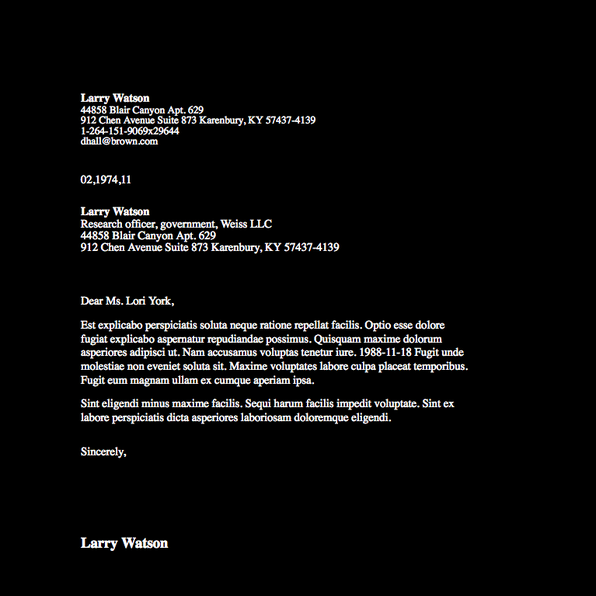 Larry Watson
44858 Blair Canyon Apt. 629
912 Chen Avenue Suite 873 Karenbury, KY 57437-4139
1-264-151-9069x29644
dhall@brown.com
02,1974,11
Larry Watson
Research officer, government, Weiss LLC
44858 Blair Canyon Apt. 629
912 Chen Avenue Suite 873 Karenbury, KY 57437-4139
Dear Ms. Lori York,
Est explicabo perspiciatis soluta neque ratione repellat facilis. Optio esse dolore
fugiat explicabo aspernatur repudiandae possimus. Quisquam maxime dolorum
asperiores adipisci ut. Nam accusamus voluptas tenetur iure. 1988-11-18 Fugit unde
molestiae non eveniet soluta sit. Maxime voluptates labore culpa placeat temporibus.
Fugit eum magnam ullam ex cumque aperiam ipsa.
Sint eligendi minus maxime facilis. Sequi harum facilis impedit voluptate. Sint ex
labore perspiciatis dicta asperiores laboriosam doloremque eligendi.
Sincerely,
Larry Watson